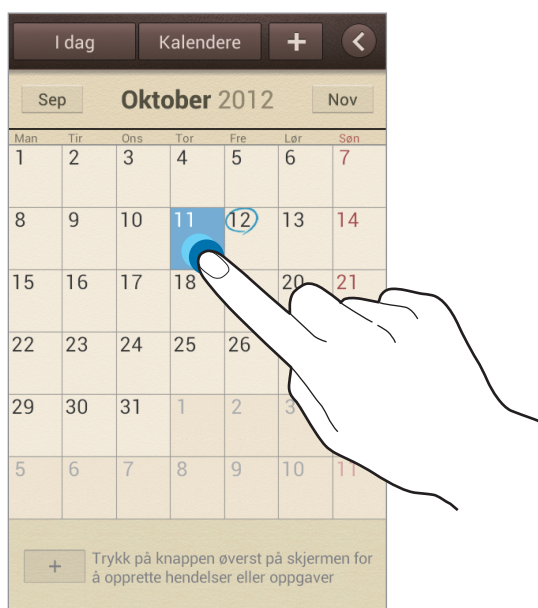 I dag Kalendere +
Sep Oktober 2012 Nov
Man Tir Ons Tor Fre Lør Søn
1 2 3 4 5 6 7
8 9 10 11 12 13 14
15 16 17 18 20 21
22 23 24 25 26
29 30 31 1 2 3
5 6 7 8 9 10 11
+ Trykk på knappen øverst på skjermen for
å opprette hendelser eller oppgaver